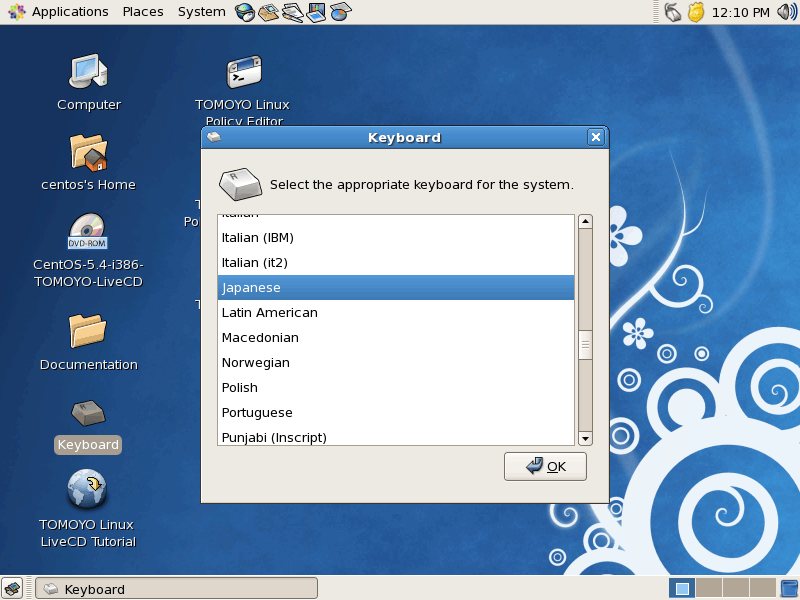 Applications Places System
12:10 PM
Computer
TOMOYO Linux
Policy Editor
centos's Home
DVD-ROM
CentOS-5.4-i386-
TOMOYO-LiveCD
Documentation
Keyboard
TOMOYO Linux
LiveCD Tutorial
Keyboard
R
Select the appropriate keyboard for the system.
Italian
Italian (IBM)
Italian (it2)
Japanese
Latin American
Macedonian
Norwegian
Polish
Portuguese
Punjabi (Inscript)
OK
Keyboard